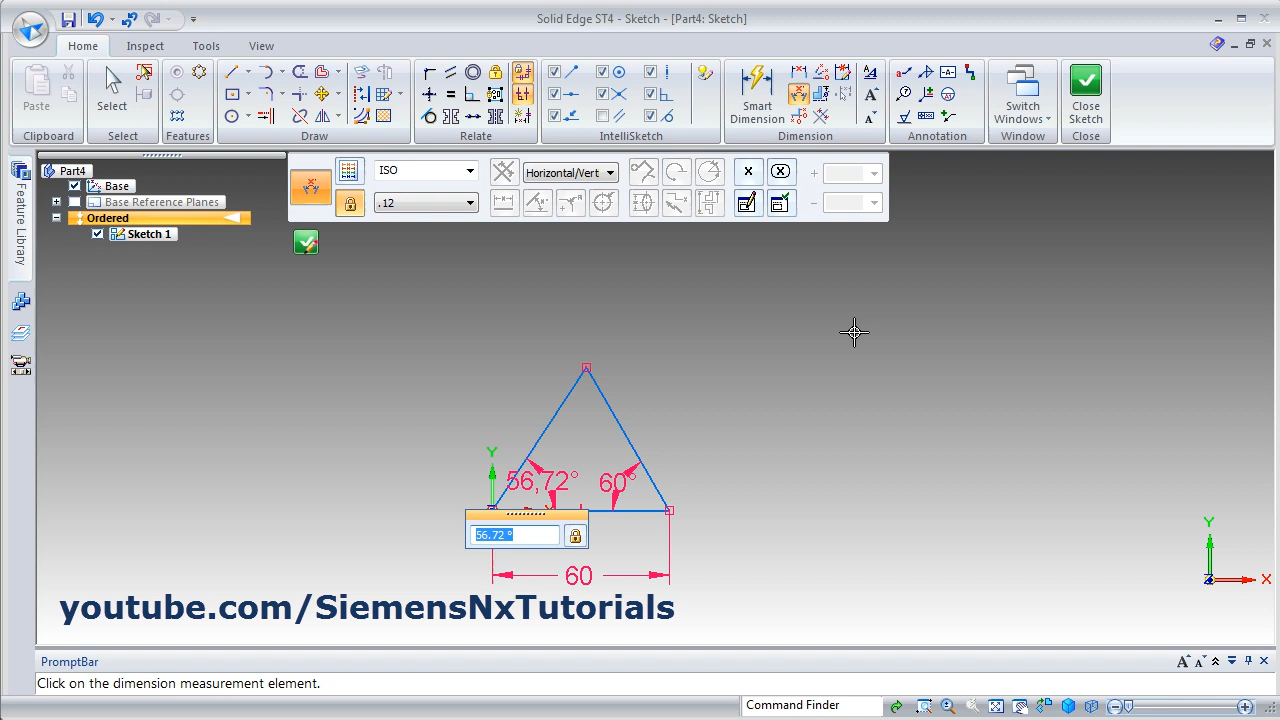 Solid Edge ST4 - Sketch - [Part4: Sketch]
Home
Inspect
Tools
View
Paste
Clipboard
Select
Select
Features
Draw
Relate
IntelliSketch
Smart
Dimension
Dimension
Annotation
Switch
Windows
Window
Close
Sketch
Close
Feature Library
Part4
Base
Base Reference Planes
Ordered
Sketch 1
ISO
.12
Horizontal/Vert
Y
56,72°
60°
56.72 °
60
Y
X
youtube.com/SiemensNxTutorials
PromptBar
Click on the dimension measurement element.
Command Finder